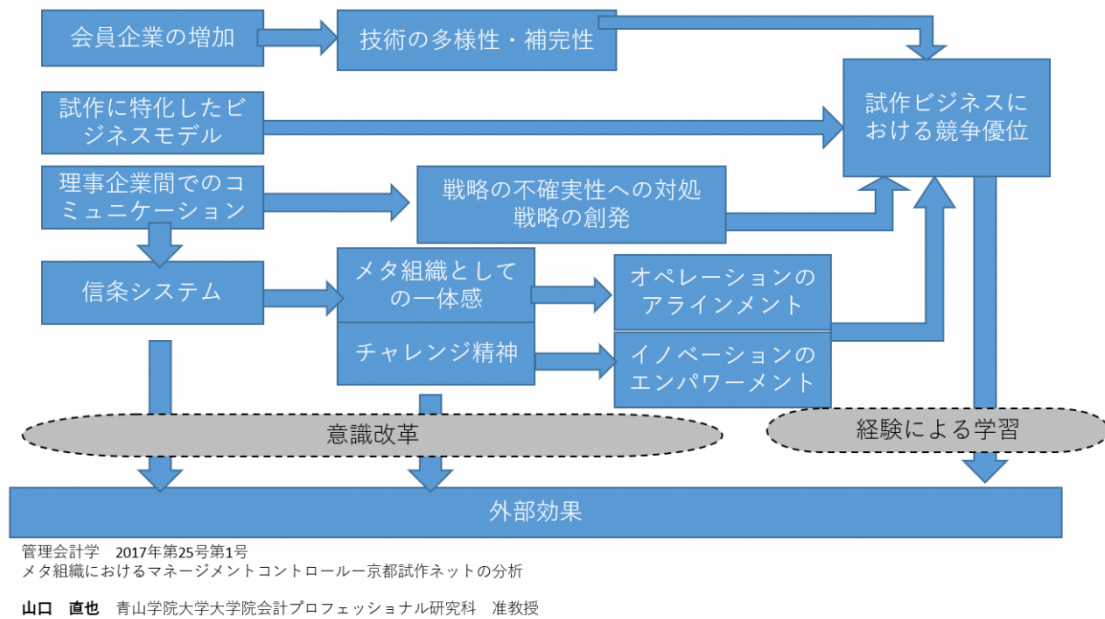 会員企業の増加
技術の多様性・補完性
試作に特化したビ
ジネスモデル
試作ビジネスに
おける競争優位
理事企業間でのコ
ミュニケーション
戦略の不確実性への対処
戦略の創発
信条システム
メタ組織として
の一体感
チャレンジ精神
オペレーションの
アラインメント
イノベーションの
エンパワーメント
意識改革
経験による学習
外部効果
管理会計学　2017年第25号第1号
メタ組織におけるマネージメントコントロールー京都試作ネットの分析
山口　直也　青山学院大学大学院会計プロフェッショナル研究科　准教授